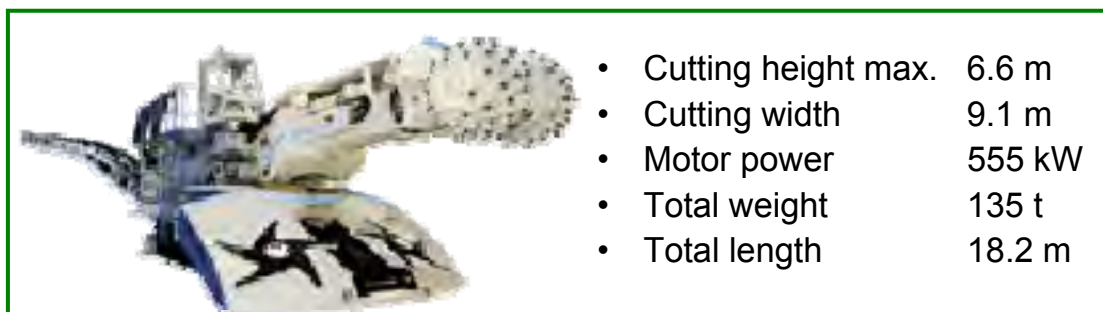 • Cutting height max. 6.6 m
• Cutting width 9.1 m
• Motor power 555 kW
• Total weight 135 t
• Total length 18.2 m